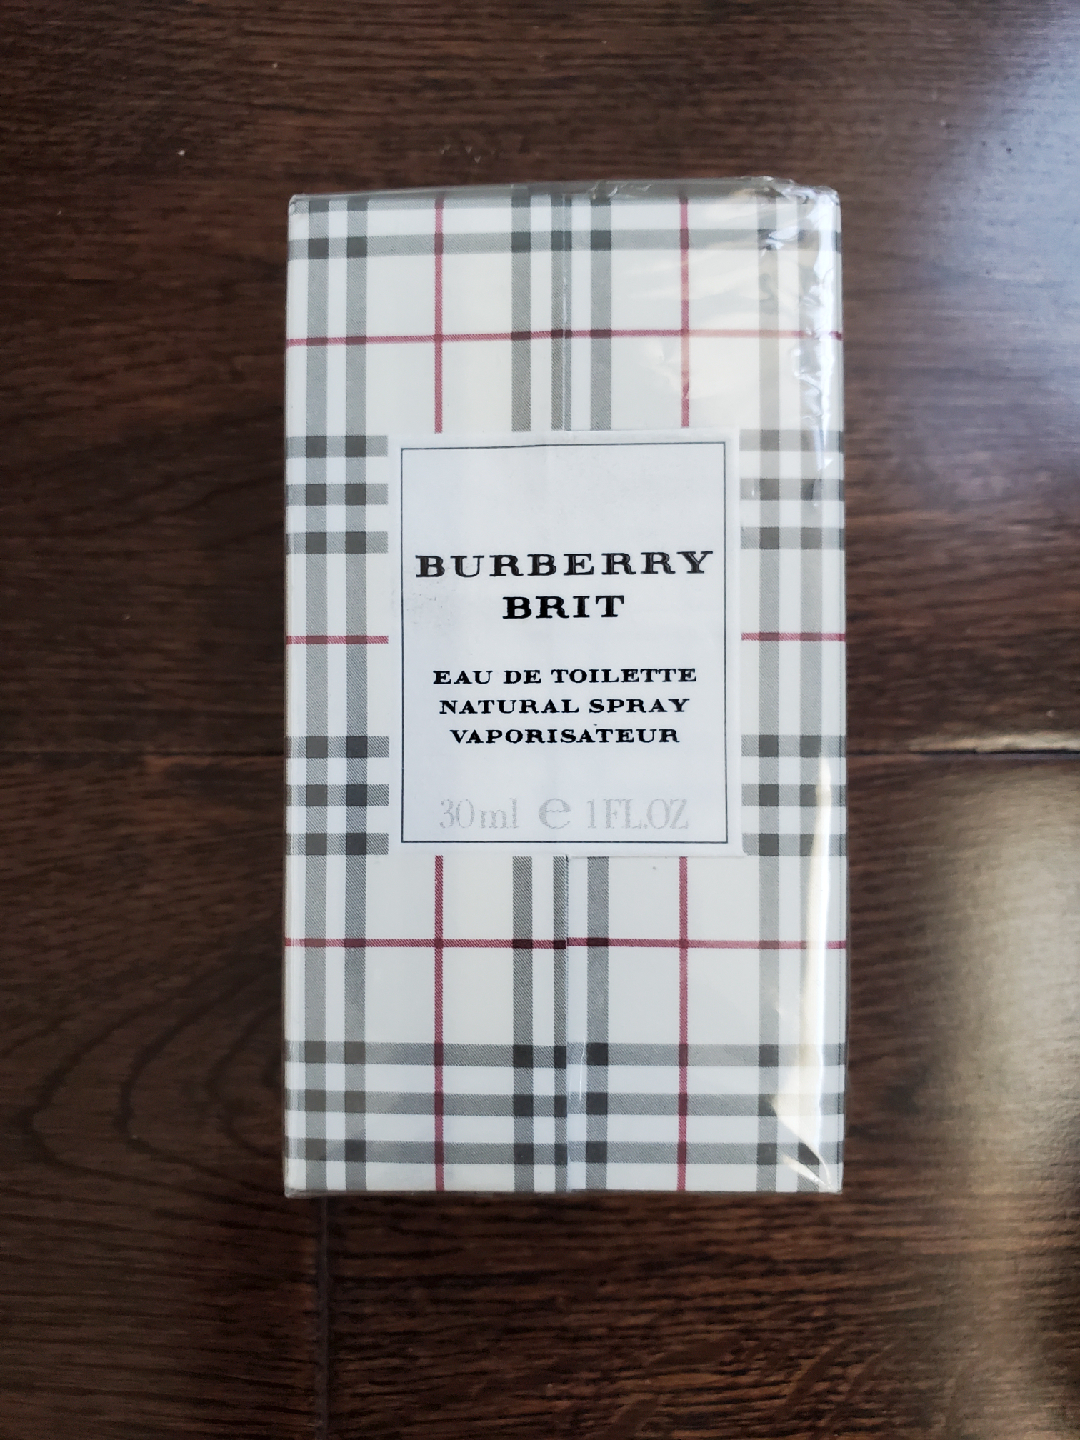 BURBERRY
BRIT
EAU DE TOILETTE
NATURAL SPRAY
VAPORISATEUR
30ml e 1FL.OZ